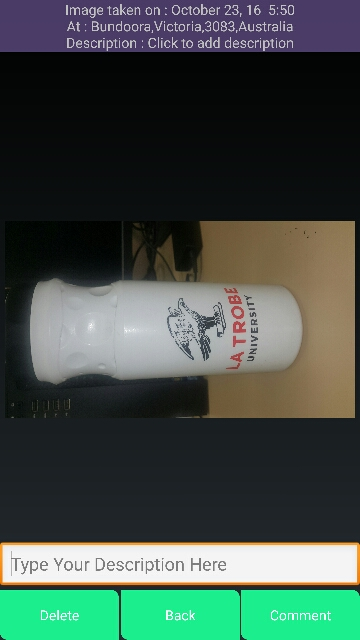 Image taken on : October 23, 16  5:50
At : Bundoora,Victoria,3083,Australia
Description : Click to add description
LA TROBE
UNIVERSITY
Type Your Description Here
Delete
Back
Comment